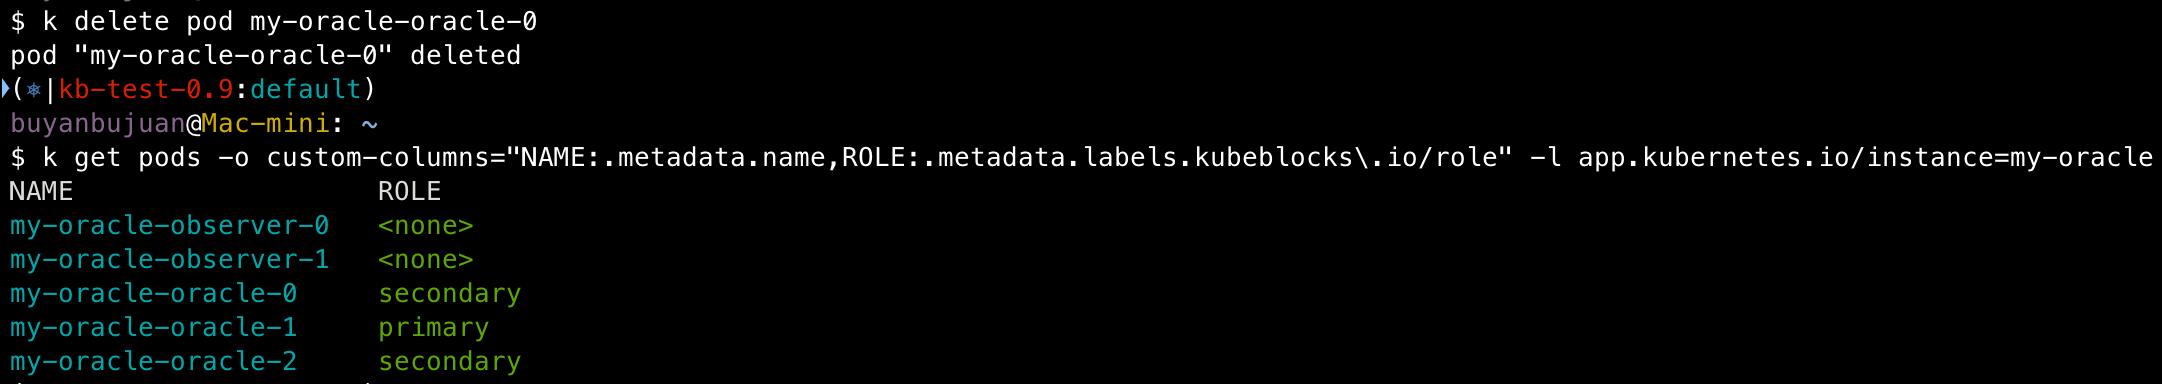 $ k delete pod my-oracle-oracle-0
pod "my-oracle-oracle-0" deleted
(⎈|kb-test-0.9:default)
buyanbujuan@Mac-mini: ~
$ k get pods -o custom-columns="NAME:.metadata.name,ROLE:.metadata.labels.kubeblocks\.io/role" -l app.kubernetes.io/instance=my-oracle
NAME ROLE
my-oracle-observer-0 <none>
my-oracle-observer-1 <none>
my-oracle-oracle-0 secondary
my-oracle-oracle-1 primary
my-oracle-oracle-2 secondary